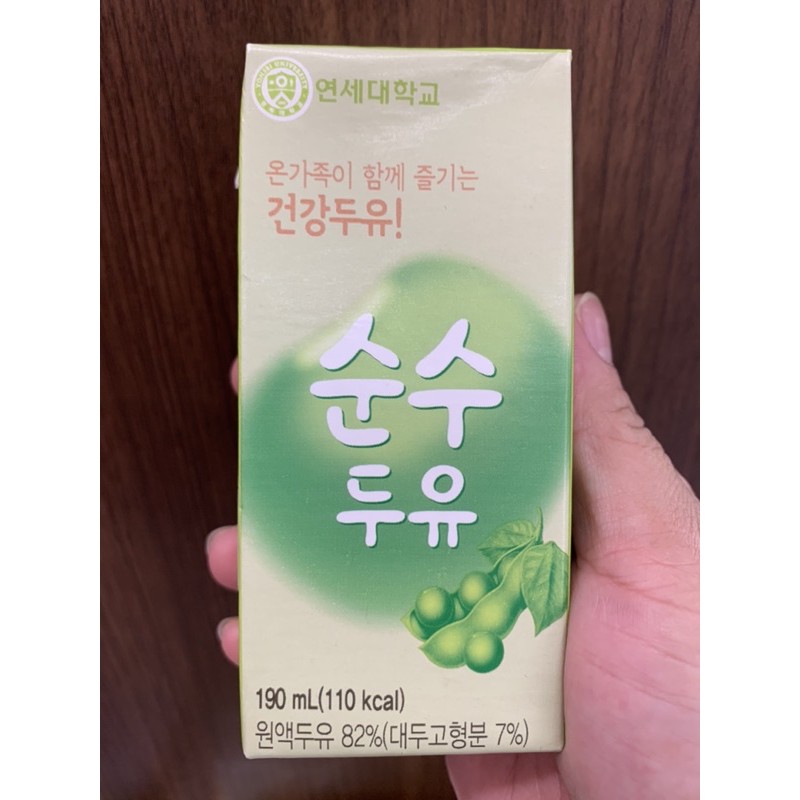 연세대학교
온가족이 함께 즐기는
건강두유!
순수
두유
190 mL(110 kcal)
원액두유 82%(대두고형분 7%)